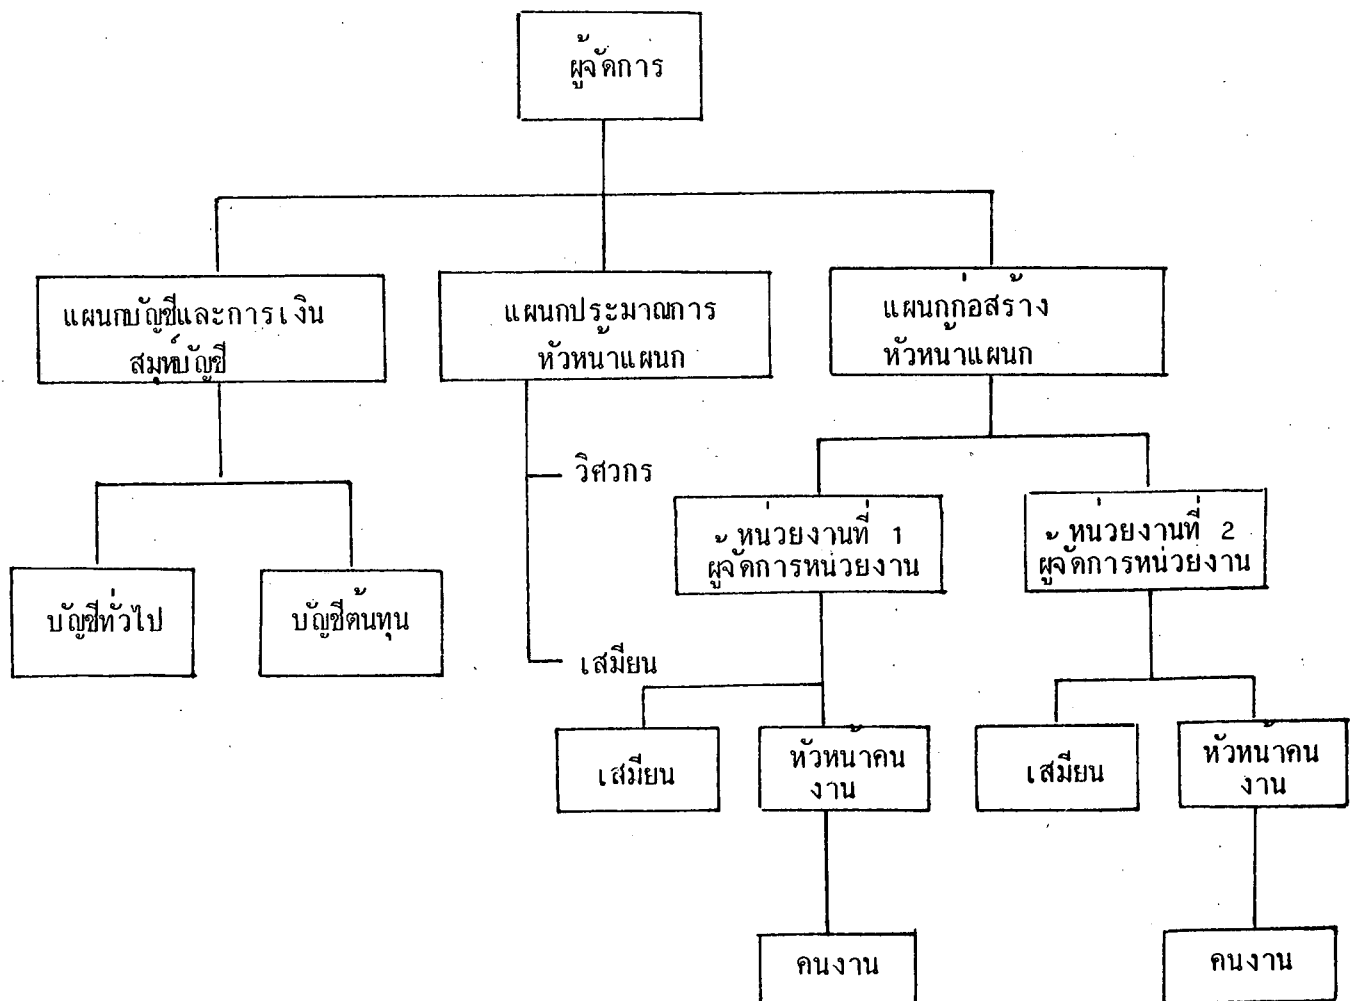 ผู้จัดการ
แผนกบัญชีและการเงิน
สมุห์บัญชี
แผนกประมาณการ
หัวหน้าแผนก
แผนกก่อสร้าง
หัวหน้าแผนก
วิศวกร
เสมียน
บัญชีทั่วไป
บัญชีต้นทุน
หน่วยงานที่ 1
ผู้จัดการหน่วยงาน
หน่วยงานที่ 2
ผู้จัดการหน่วยงาน
เสมียน
หัวหน้าคน
งาน
เสมียน
หัวหน้าคน
งาน
คนงาน
คนงาน